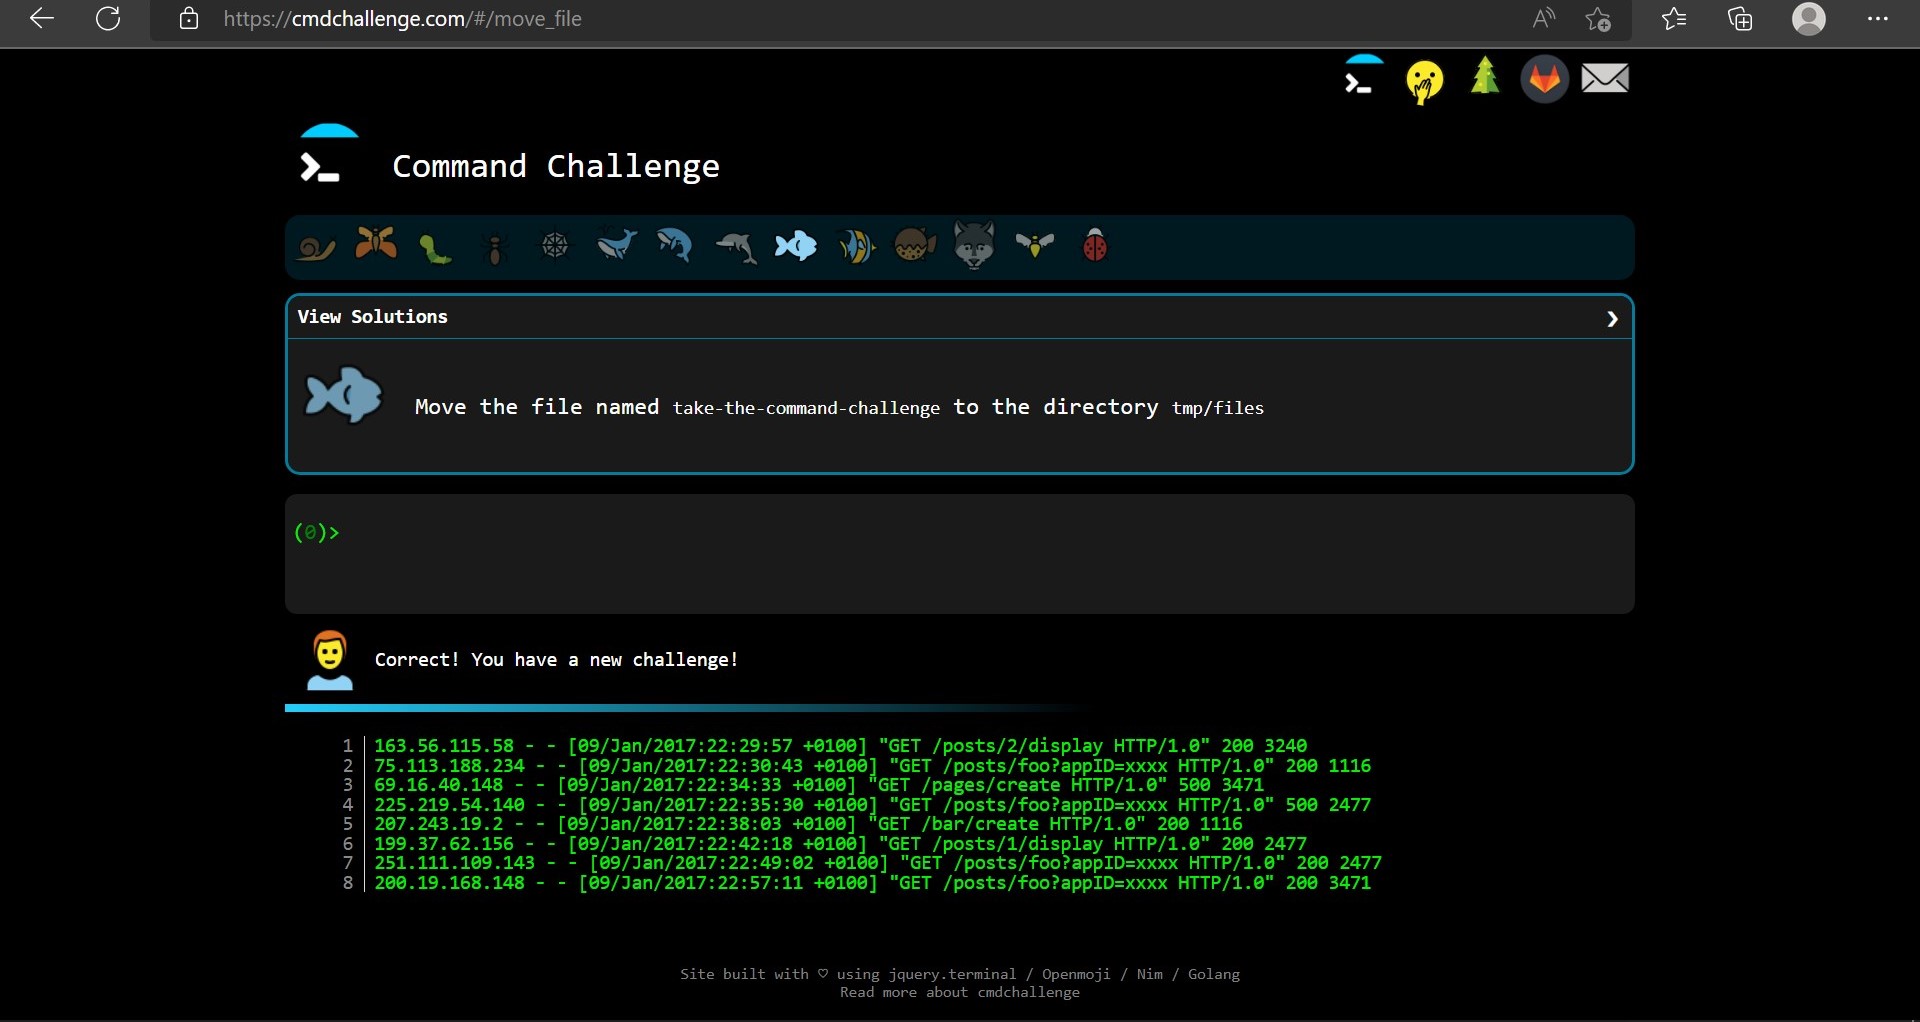 https://cmdchallenge.com/#/move_file
Command Challenge
View Solutions
Move the file named take-the-command-challenge to the directory tmp/files
(0)>
Correct! You have a new challenge!
1 163.56.115.58 - - [09/Jan/2017:22:29:57 +0100] "GET /posts/2/display HTTP/1.0" 200 3240
2 75.113.188.234 - - [09/Jan/2017:22:30:43 +0100] "GET /posts/foo?appID=xxxx HTTP/1.0" 200 1116
3 69.16.40.148 - - [09/Jan/2017:22:34:33 +0100] "GET /pages/create HTTP/1.0" 500 3471
4 225.219.54.140 - - [09/Jan/2017:22:35:30 +0100] "GET /posts/foo?appID=xxxx HTTP/1.0" 500 2477
5 207.243.19.2 - - [09/Jan/2017:22:38:03 +0100] "GET /bar/create HTTP/1.0" 200 1116
6 199.37.62.156 - - [09/Jan/2017:22:42:18 +0100] "GET /posts/1/display HTTP/1.0" 200 2477
7 251.111.109.143 - - [09/Jan/2017:22:49:02 +0100] "GET /posts/foo?appID=xxxx HTTP/1.0" 200 2477
8 200.19.168.148 - - [09/Jan/2017:22:57:11 +0100] "GET /posts/foo?appID=xxxx HTTP/1.0" 200 3471
Site built with ♡ using jquery.terminal / Openmoji / Nim / Golang
Read more about cmdchallenge